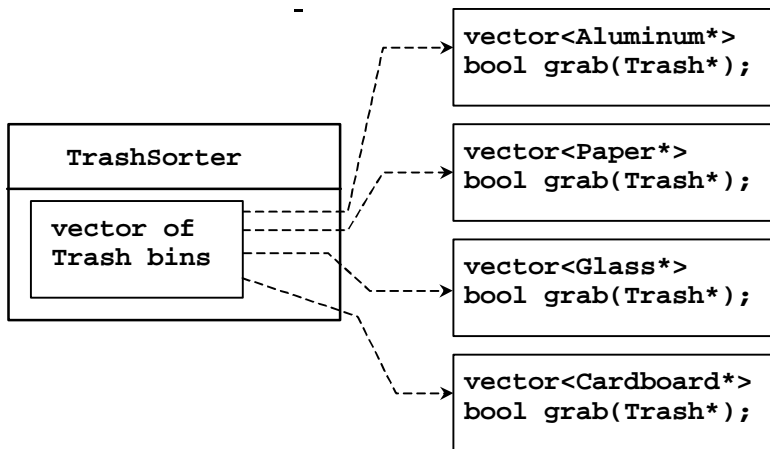 TrashSorter
vector of
Trash bins
vector<Aluminum*>
bool grab(Trash*);
vector<Paper*>
bool grab(Trash*);
vector<Glass*>
bool grab(Trash*);
vector<Cardboard*>
bool grab(Trash*);